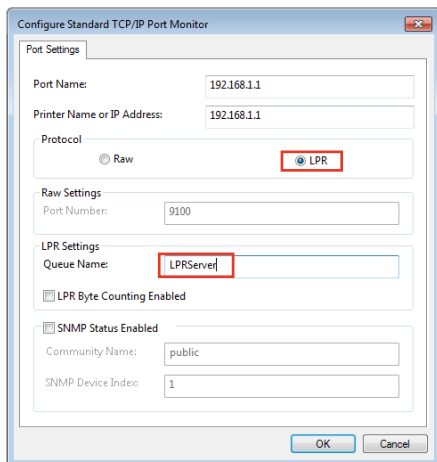 Configure Standard TCP/IP Port Monitor
Port Settings
Port Name: 192.168.1.1
Printer Name or IP Address: 192.168.1.1
Protocol
Raw LPR
Raw Settings
Port Number: 9100
LPR Settings
Queue Name: LPRServer
LPR Byte Counting Enabled
SNMP Status Enabled
Community Name: public
SNMP Device Index: 1
OK Cancel